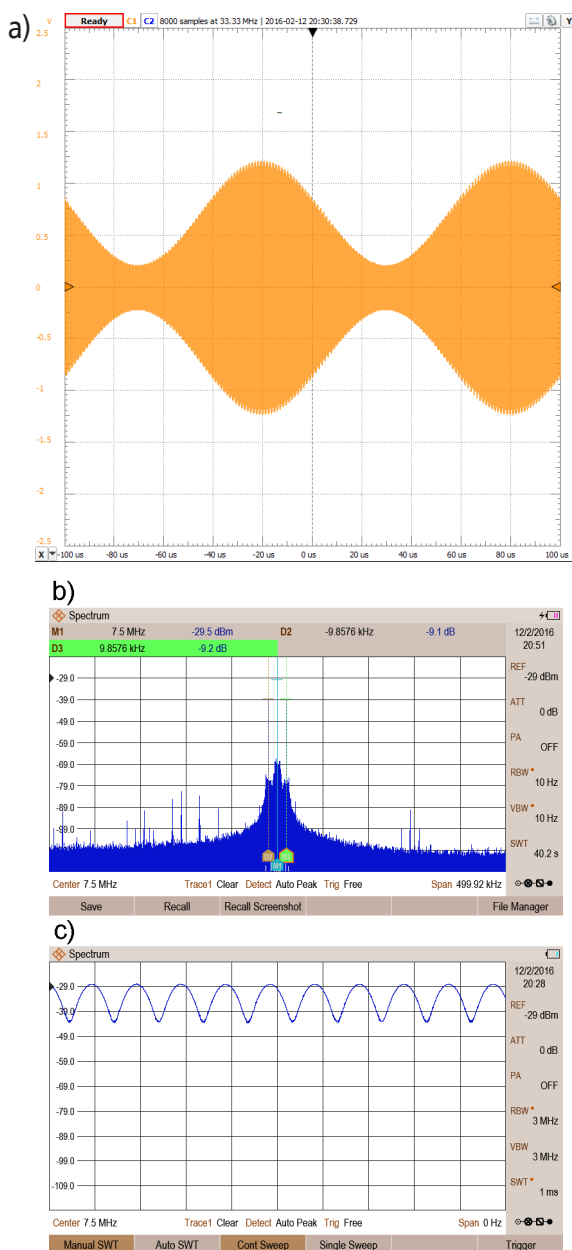 a)
V Ready C1 C2 8000 samples at 33.33 MHz | 2016-02-12 20:30:38.729 Y
2.5
2
1.5
1
0.5
0
-0.5
-1
-1.5
-2
-2.5
X -100 us -80 us -60 us -40 us -20 us 0 us 20 us 40 us 60 us 80 us 100 us
b)
Spectrum
M1 7.5 MHz -29.5 dBm D2 -9.8576 kHz -9.1 dB 12/2/2016
D3 9.8576 kHz -9.2 dB 20:51
REF
-29.0 -29 dBm
-39.0 ATT
-49.0 0 dB
-59.0 PA
OFF
-69.0 RBW
-79.0 10 Hz
-89.0 VBW
10 Hz
-99.0 SWT
40.2 s
D2 M1 D3
Center 7.5 MHz Trace1 Clear Detect Auto Peak Trig Free Span 499.92 kHz
Save Recall Recall Screenshot File Manager
c)
Spectrum
12/2/2016
20:28
-29.0 REF
-29 dBm
-49.0 ATT
-59.0 0 dB
-69.0 PA
OFF
-79.0 RBW
3 MHz
-89.0 VBW
-99.0 3 MHz
-109.0 SWT
1 ms
Center 7.5 MHz Trace1 Clear Detect Auto Peak Trig Free Span 0 Hz
Manual SWT Auto SWT Cont Sweep Single Sweep Trigger